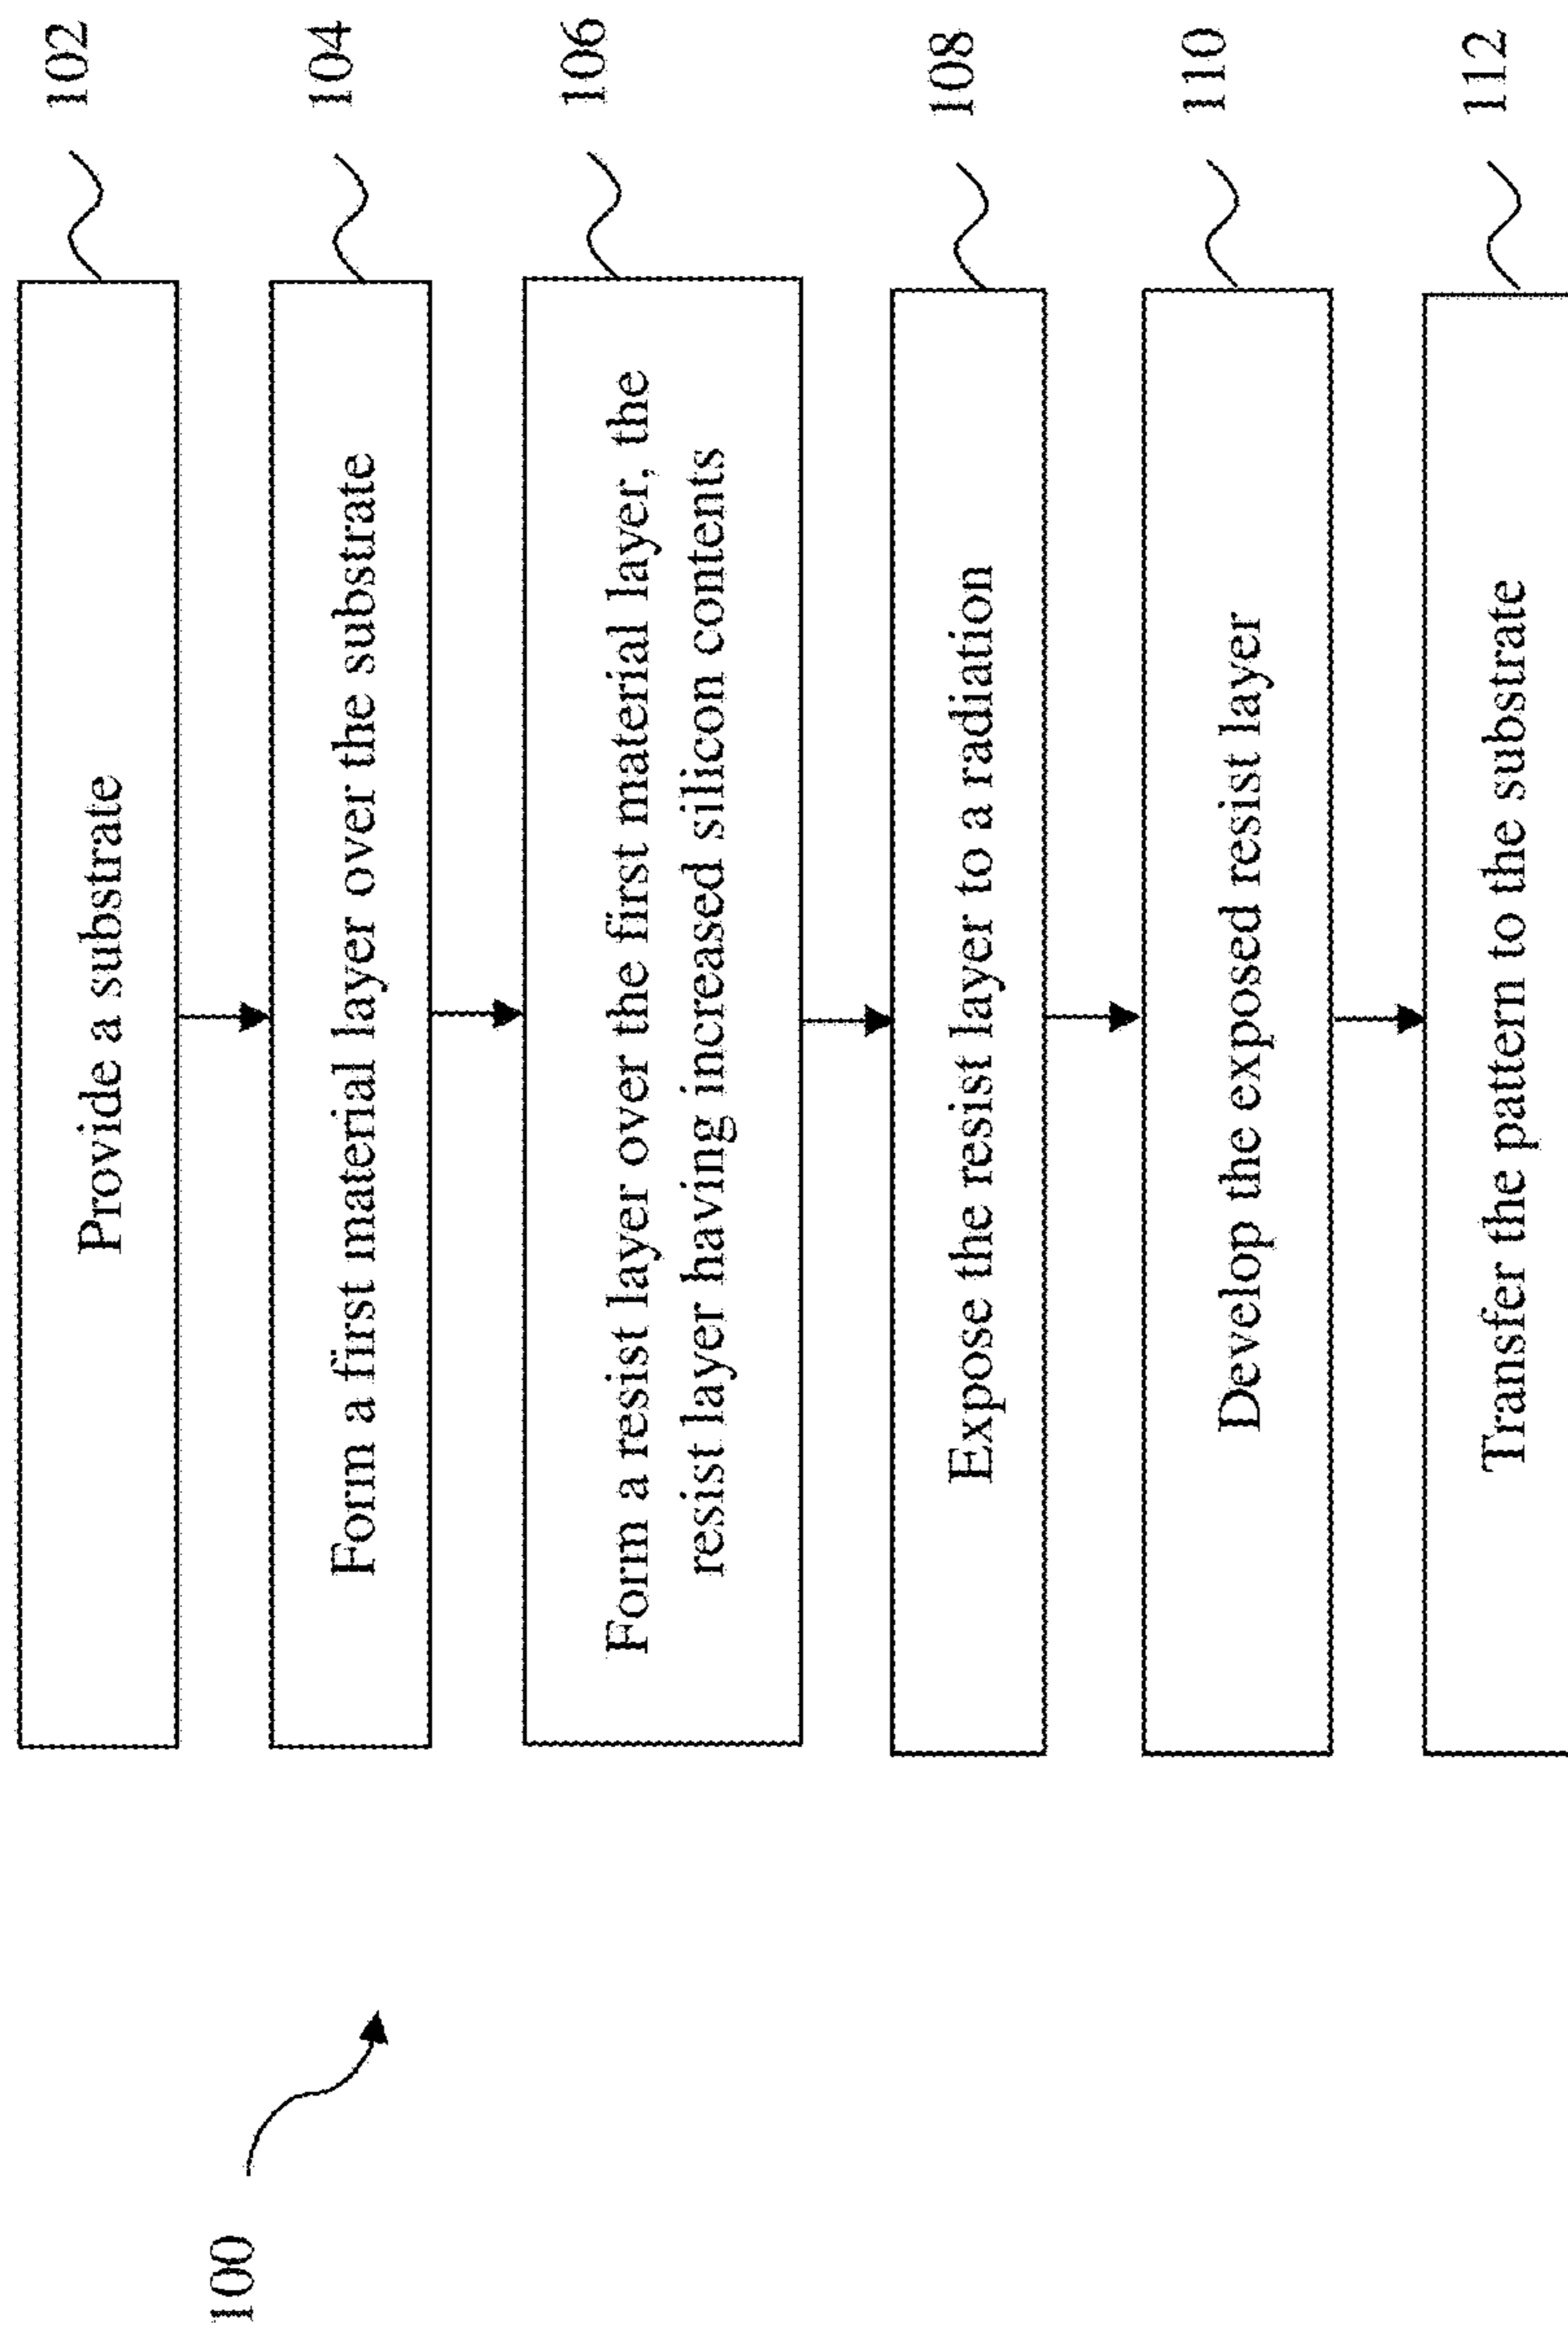 100
Provide a substrate
102
Form a first material layer over the substrate
104
Form a resist layer over the first material layer, the
resist layer having increased silicon contents
106
Expose the resist layer to a radiation
108
Develop the exposed resist layer
110
Transfer the pattern to the substrate
112